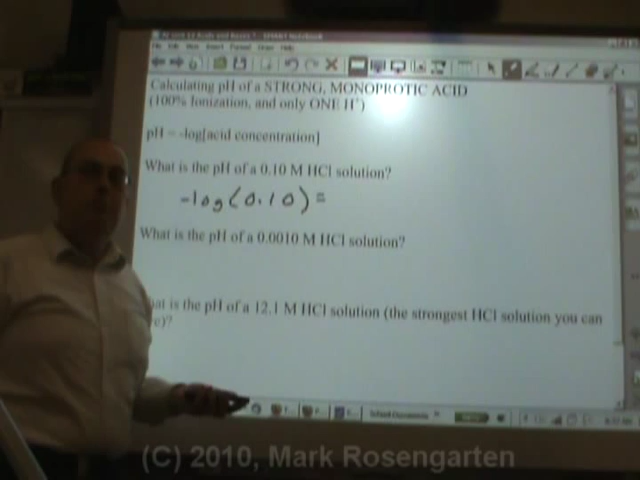 Calculating pH of a STRONG, MONOPROTIC ACID
(100% Ionization, and only ONE H+)
pH = -log[acid concentration]
What is the pH of a 0.10 M HCl solution?
-log(0.10)=
What is the pH of a 0.0010 M HCl solution?
is the pH of a 12.1 M HCl solution (the strongest HCl solution you can
(C) 2010, Mark Rosengarten